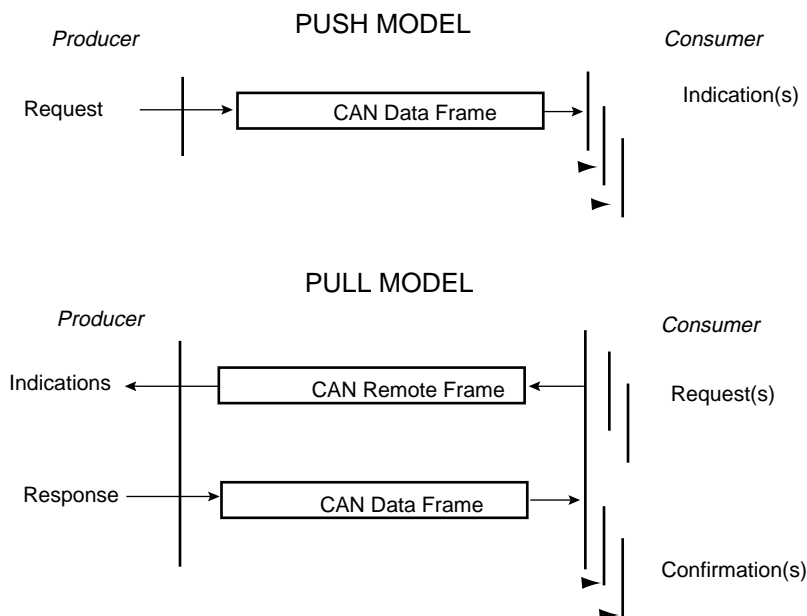 PUSH MODEL
Producer
Consumer
Request
CAN Data Frame
Indication(s)
PULL MODEL
Producer
Consumer
Indications
CAN Remote Frame
Request(s)
Response
CAN Data Frame
Confirmation(s)